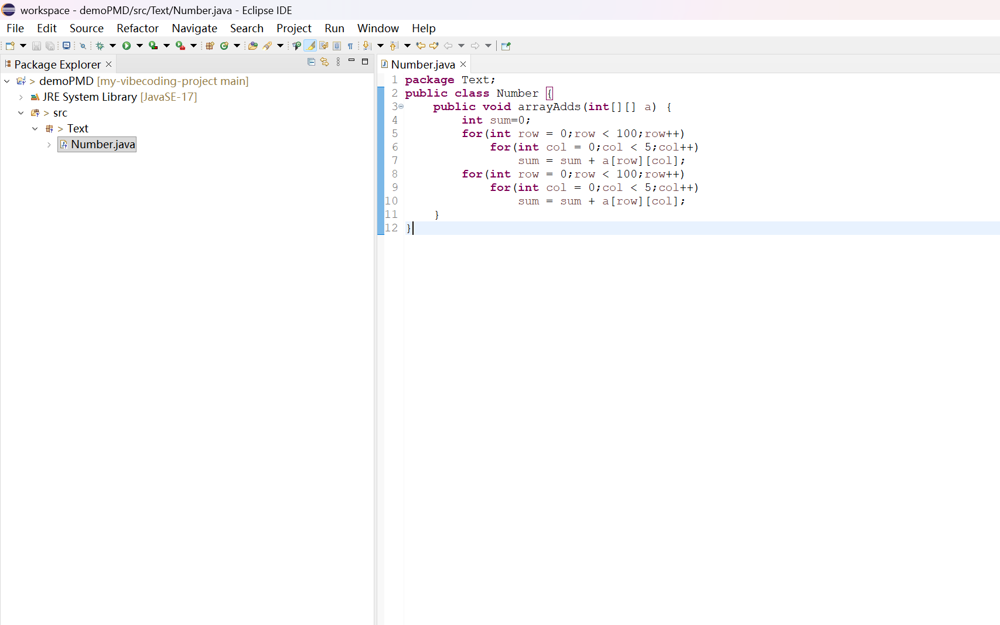 workspace - demoPMD/src/Text/Number.java - Eclipse IDE
File Edit Source Refactor Navigate Search Project Run Window Help
Package Explorer
demoPMD [my-vibecoding-project main]
JRE System Library [JavaSE-17]
src
Text
Number.java
Number.java
1 package Text;
2 public class Number {
3     public void arrayAdds(int[][] a) {
4         int sum=0;
5         for(int row = 0;row < 100;row++)
6             for(int col = 0;col < 5;col++)
7                 sum = sum + a[row][col];
8         for(int row = 0;row < 100;row++)
9             for(int col = 0;col < 5;col++)
10                 sum = sum + a[row][col];
11     }
12 }